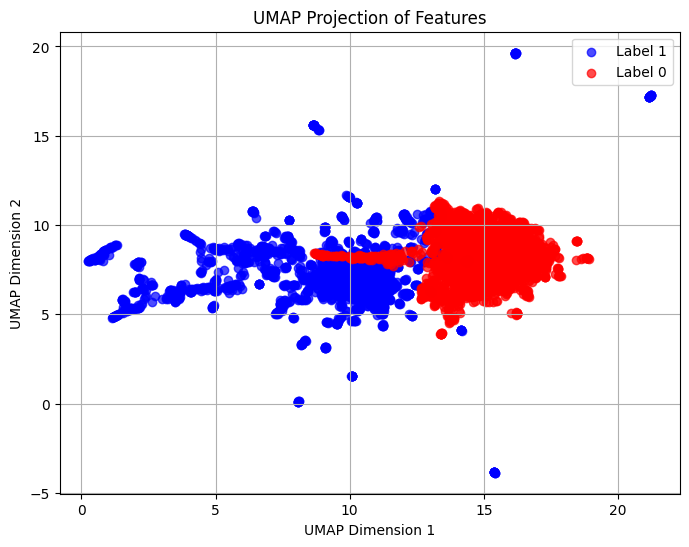 UMAP Projection of Features
Label 1
Label 0
20
15
10
5
0
−5
UMAP Dimension 2
0
5
10
15
20
UMAP Dimension 1